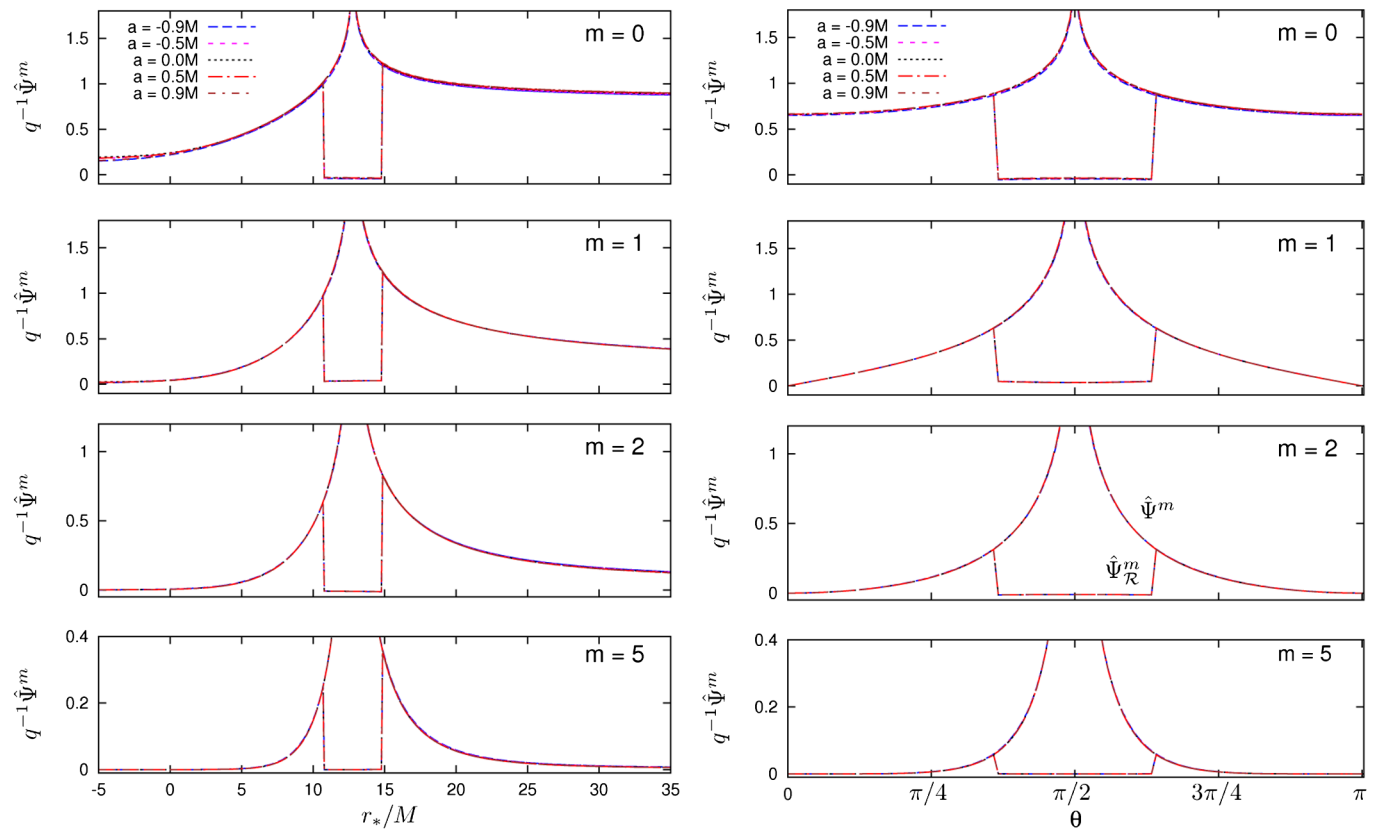 a = -0.9M
a = -0.5M
a = 0.0M
a = 0.5M
a = 0.9M
m = 0
q⁻¹Ψ̂ᵐ
1.5
1
0.5
0
m = 1
q⁻¹Ψ̂ᵐ
1.5
1
0.5
0
m = 2
q⁻¹Ψ̂ᵐ
1
0.5
0
m = 5
q⁻¹Ψ̂ᵐ
0.4
0.2
0
-5 0 5 10 15 20 25 30 35
r_*/M
a = -0.9M
a = -0.5M
a = 0.0M
a = 0.5M
a = 0.9M
m = 0
q⁻¹Ψ̂ᵐ
1.5
1
0.5
0
m = 1
q⁻¹Ψ̂ᵐ
1.5
1
0.5
0
m = 2
q⁻¹Ψ̂ᵐ
1
0.5
0
Ψ̂ᵐ
Ψ̂ᵐ_ℛ
m = 5
q⁻¹Ψ̂ᵐ
0.4
0.2
0
0 π/4 π/2 3π/4 π
θ